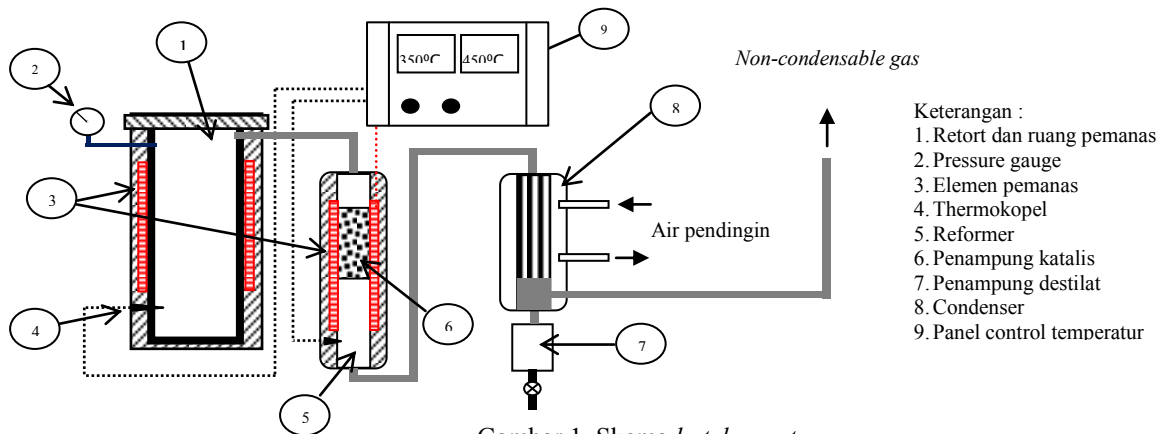 1
2
3
4
5
6
7
8
9
350ºC 450ºC
Non-condensable gas
Air pendingin
Keterangan :
1. Retort dan ruang pemanas
2. Pressure gauge
3. Elemen pemanas
4. Thermokopel
5. Reformer
6. Penampung katalis
7. Penampung destilat
8. Condenser
9. Panel control temperatur